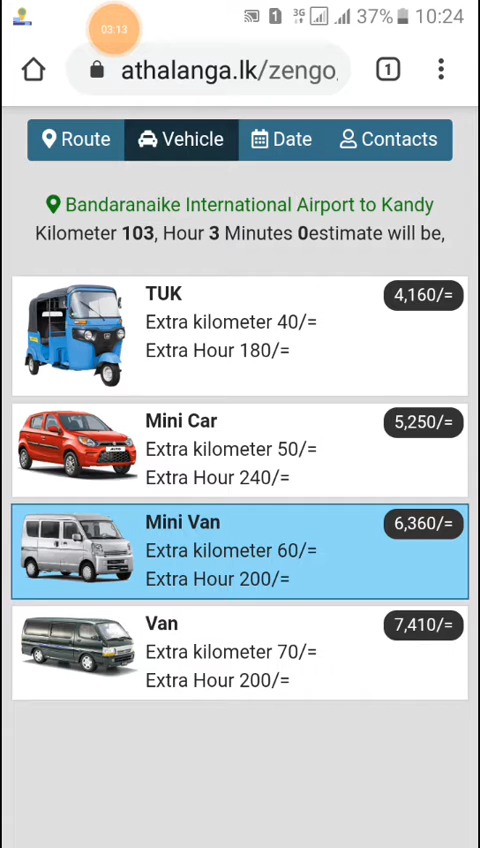 03:13
1 3G 37% 10:24
athalanga.lk/zengo
1
Route Vehicle Date Contacts
Bandaranaike International Airport to Kandy
Kilometer 103, Hour 3 Minutes 0estimate will be,
TUK 4,160/=
Extra kilometer 40/=
Extra Hour 180/=
Mini Car 5,250/=
Extra kilometer 50/=
Extra Hour 240/=
Mini Van 6,360/=
Extra kilometer 60/=
Extra Hour 200/=
Van 7,410/=
Extra kilometer 70/=
Extra Hour 200/=